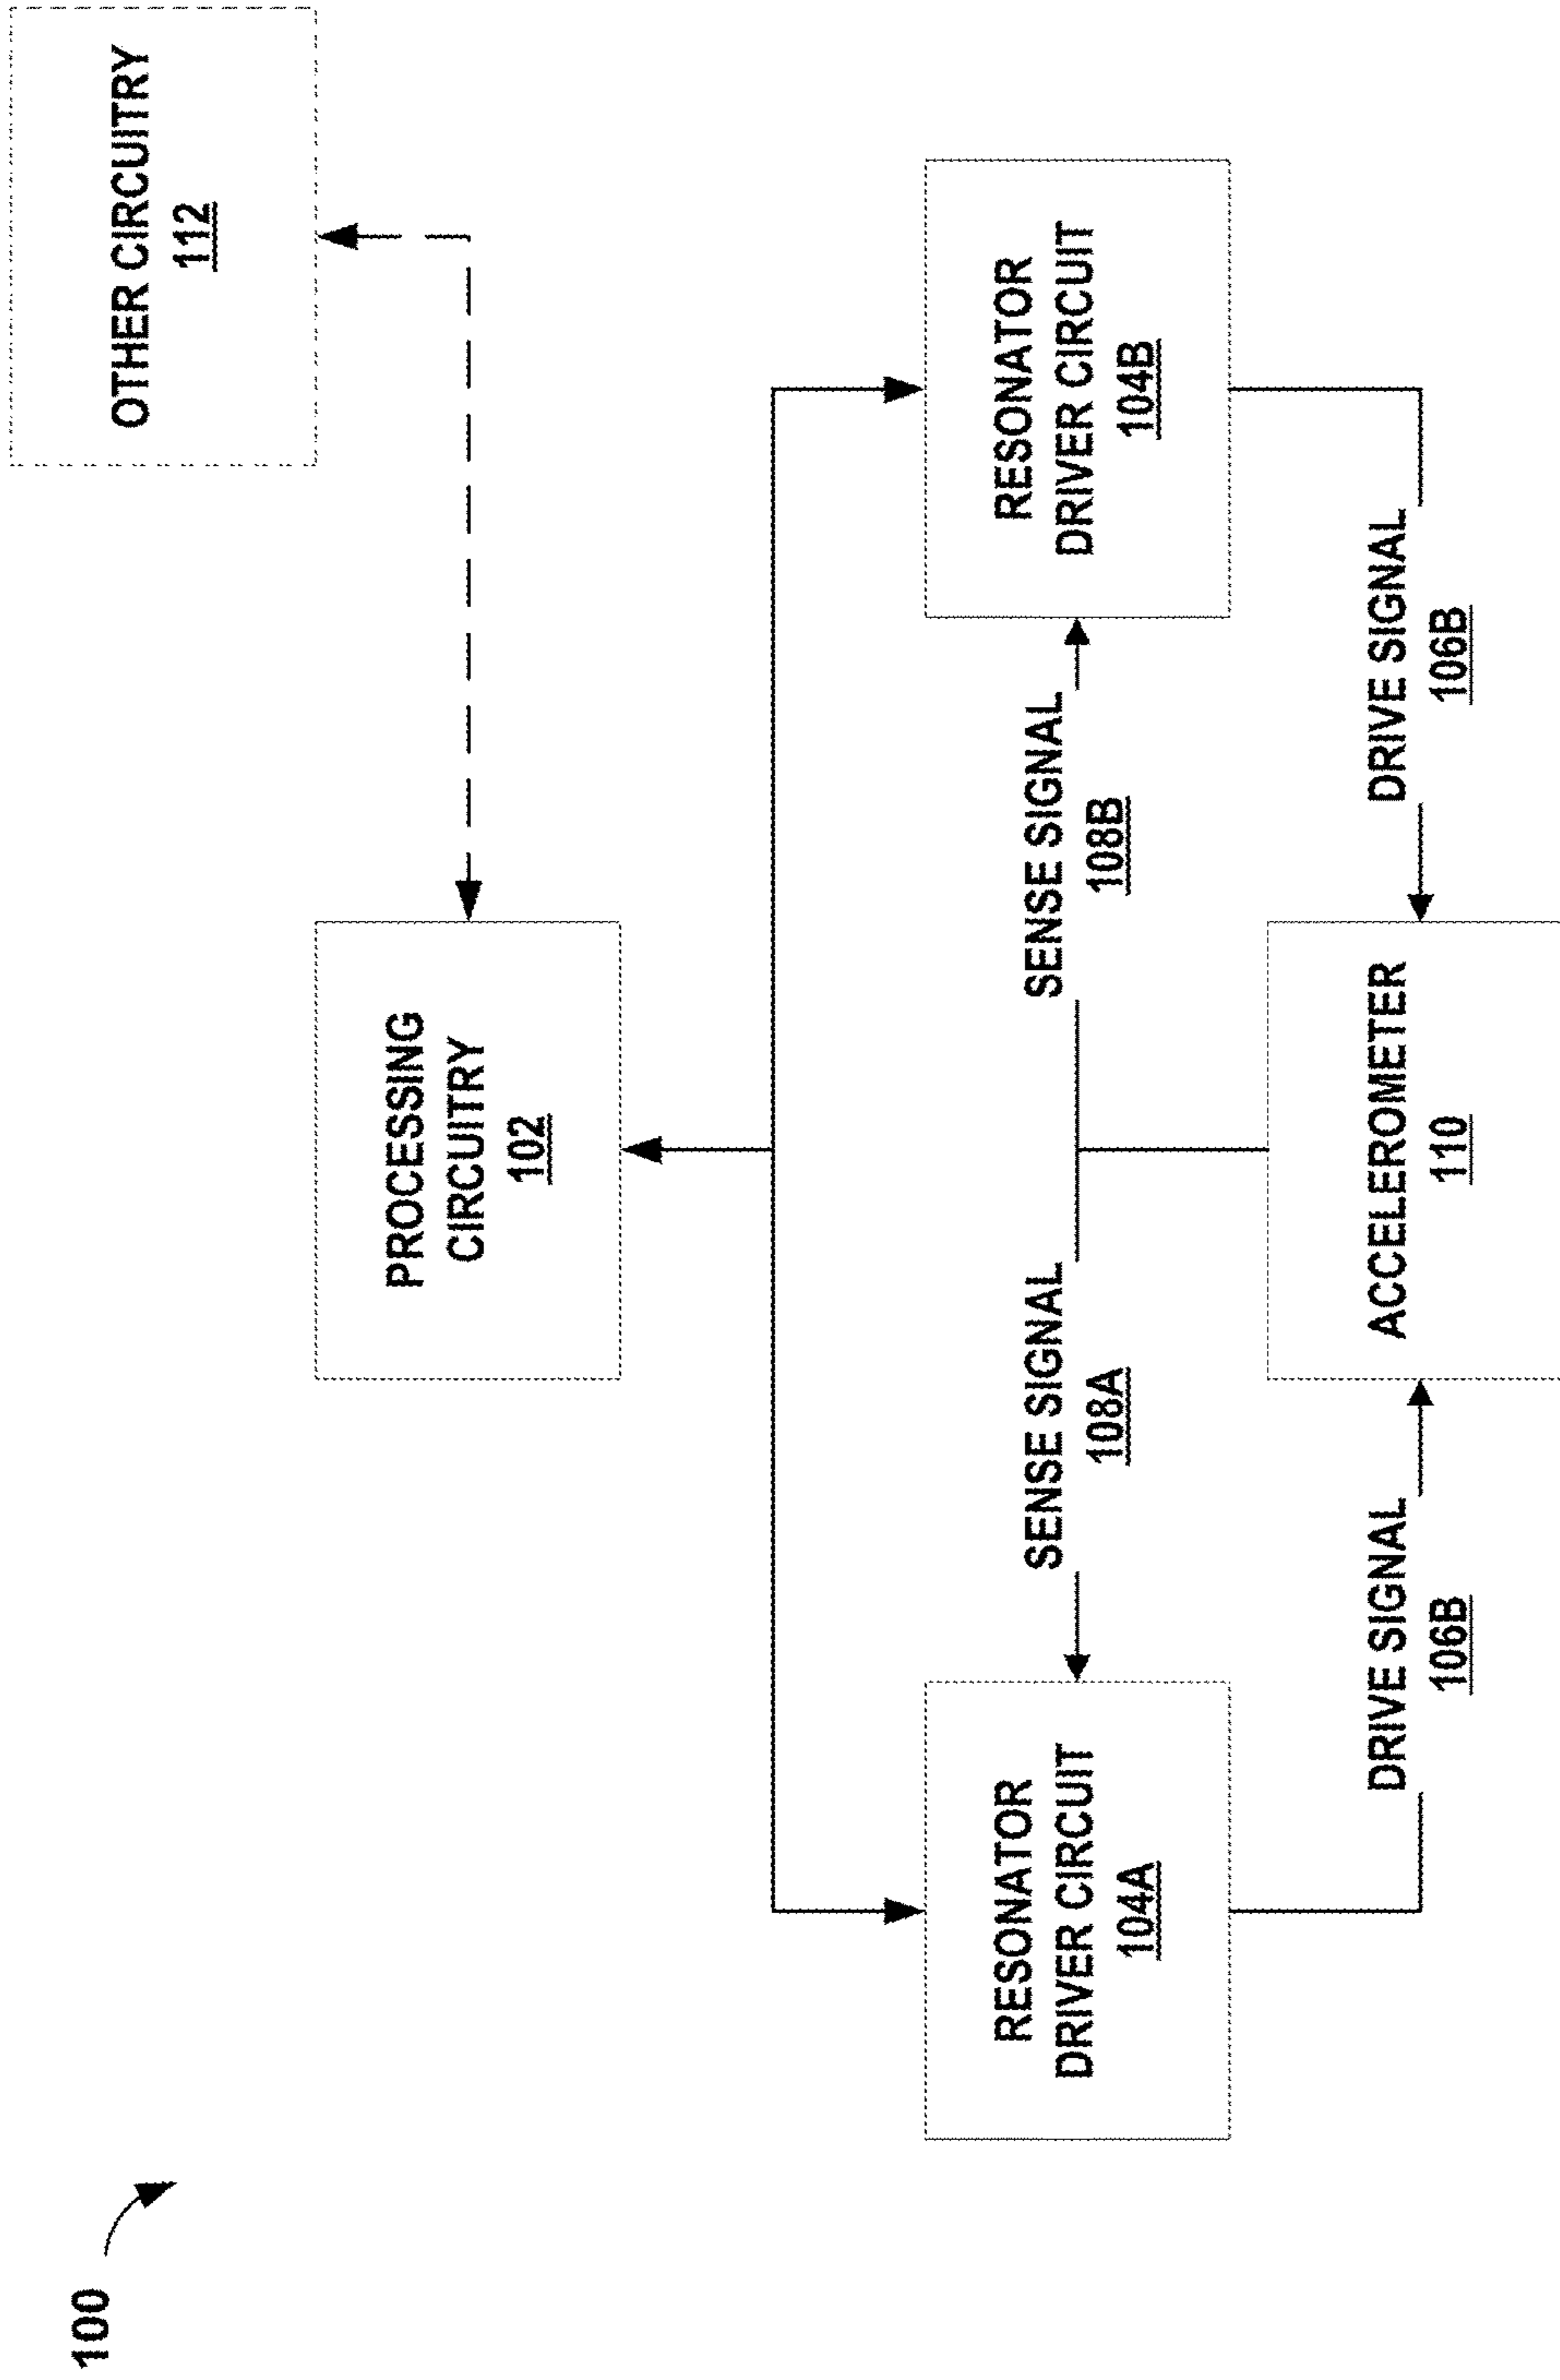 100
OTHER CIRCUITRY
112
PROCESSING
CIRCUITRY
102
RESONATOR
DRIVER CIRCUIT
104A
SENSE SIGNAL
108A
SENSE SIGNAL
108B
RESONATOR
DRIVER CIRCUIT
104B
DRIVE SIGNAL
106B
ACCELEROMETER
110
DRIVE SIGNAL
106B